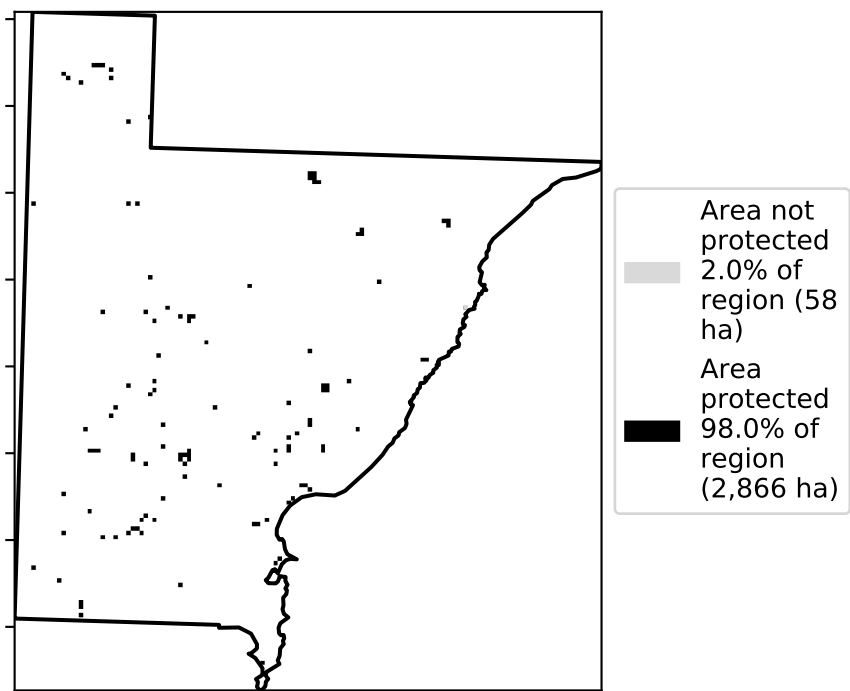 Area not
protected
2.0% of
region (58
ha)
Area
protected
98.0% of
region
(2,866 ha)